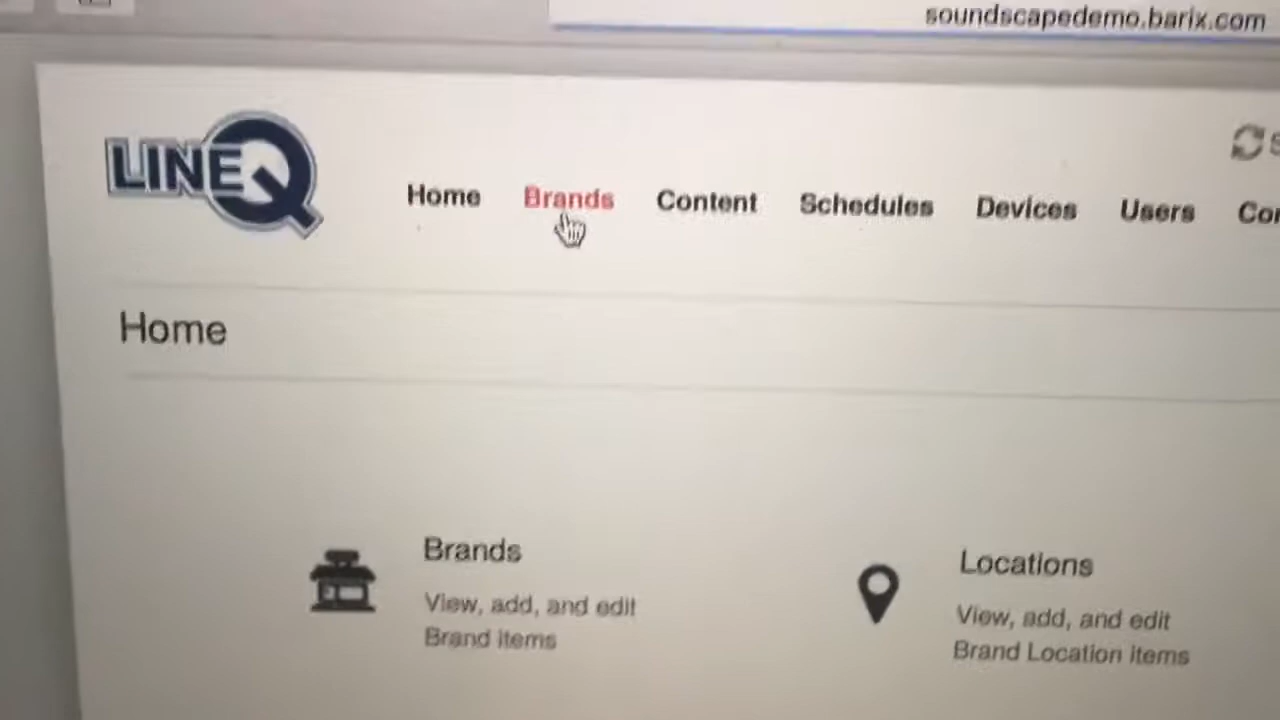 soundscapedemo.barix.com
LINEQ
Home Brands Content Schedules Devices Users
Home
Brands
View, add, and edit
Brand items
Locations
View, add, and edit
Brand Location items